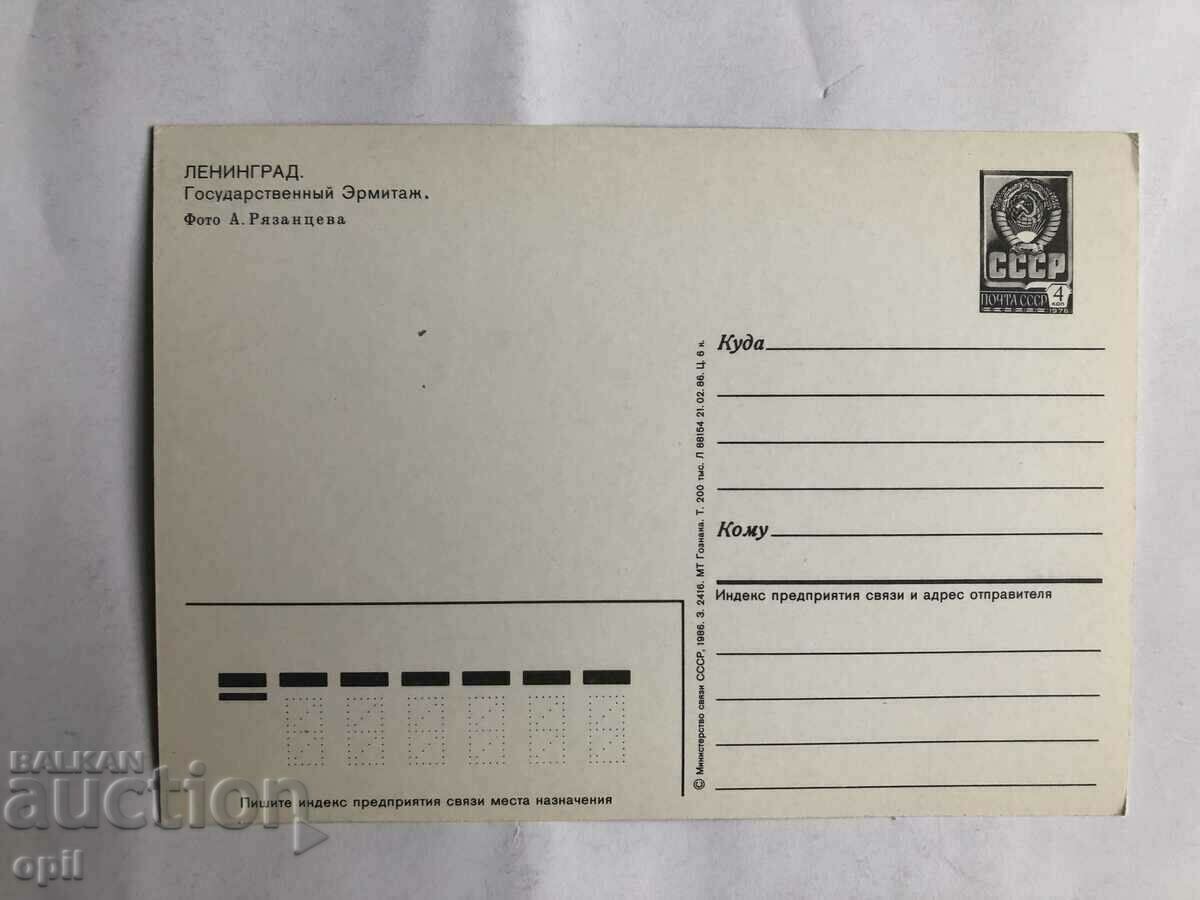 ЛЕНИНГРАД.
Государственный Эрмитаж.
Фото А. Рязанцева
СССР
ПОЧТА СССР
4
коп
1976
Куда
Кому
Индекс предприятия связи и адрес отправителя
© Министерство связи СССР, 1986. З. 2416. МТ Гознака. Т. 200 тыс. Л 88154 21. 02. 86. Ц. 6 к.
Пишите индекс предприятия связи места назначения
BALKAN
auction
opil